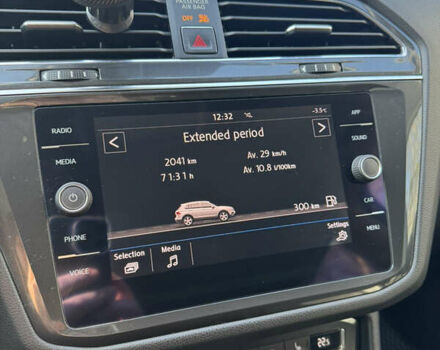 PASSENGER
AIR BAG
OFF
12:32
-3.5°C
RADIO
MEDIA
PHONE
VOICE
APP
SOUND
CAR
MENU
<
Extended period
>
2041 km
Av. 29 km/h
71:31 h
Av. 10.8 l/100km
300 km
Selection
Media
Settings